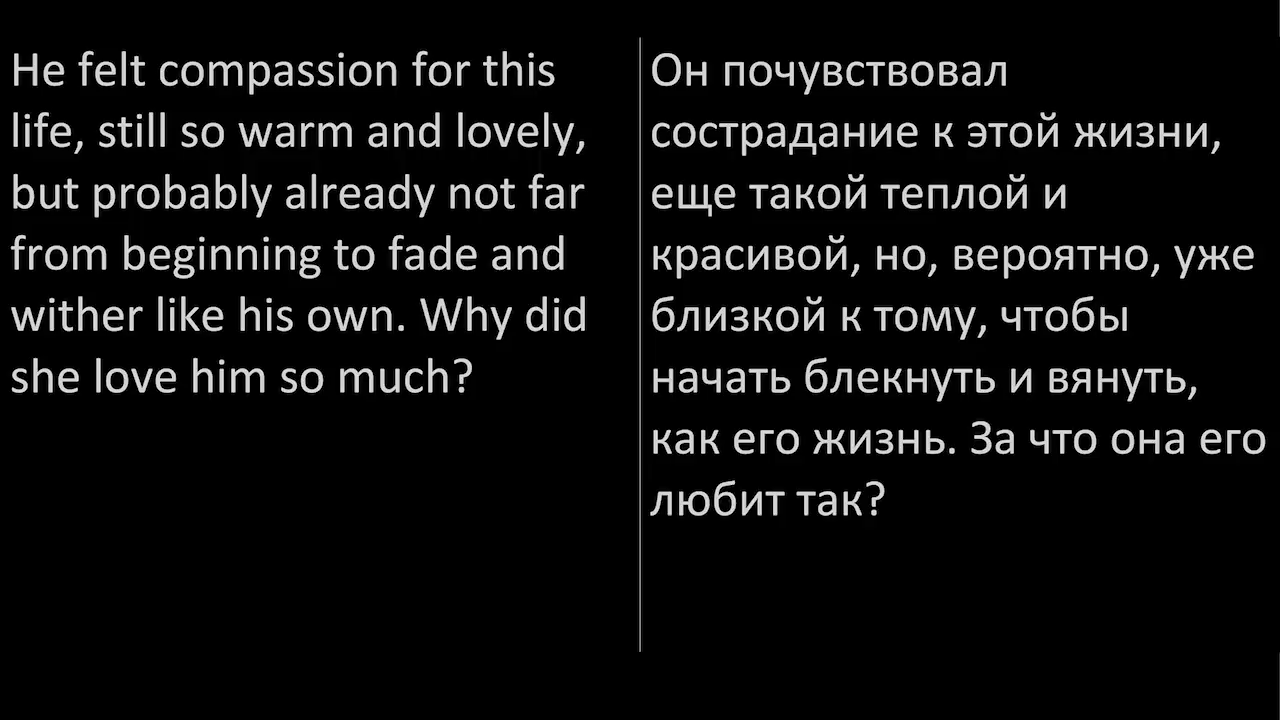 He felt compassion for this
life, still so warm and lovely,
but probably already not far
from beginning to fade and
wither like his own. Why did
she love him so much?
Он почувствовал
сострадание к этой жизни,
еще такой теплой и
красивой, но, вероятно, уже
близкой к тому, чтобы
начать блекнуть и вянуть,
как его жизнь. За что она его
любит так?